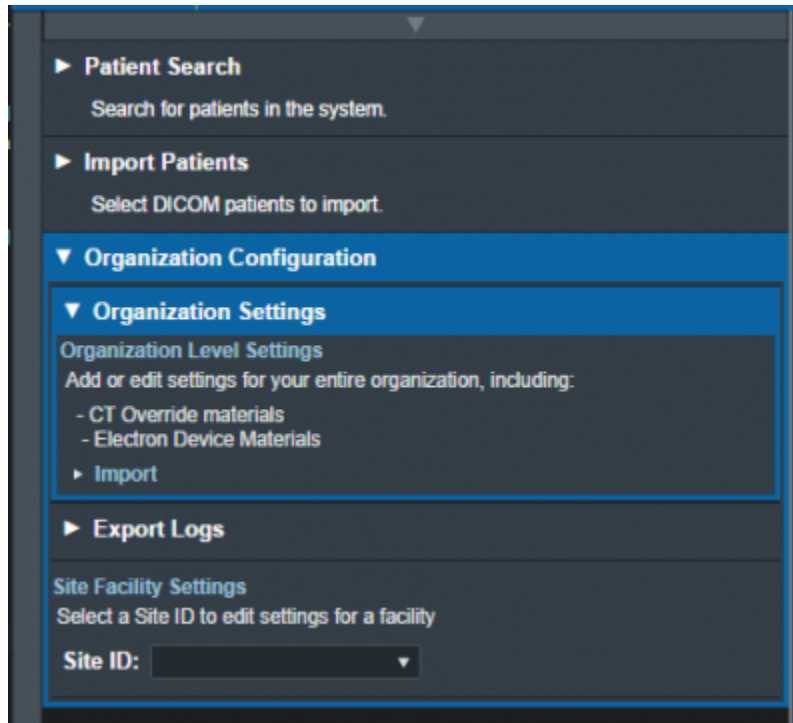 Patient Search
Search for patients in the system.
Import Patients
Select DICOM patients to import.
Organization Configuration
Organization Settings
Organization Level Settings
Add or edit settings for your entire organization, including:
- CT Override materials
- Electron Device Materials
Import
Export Logs
Site Facility Settings
Select a Site ID to edit settings for a facility
Site ID: